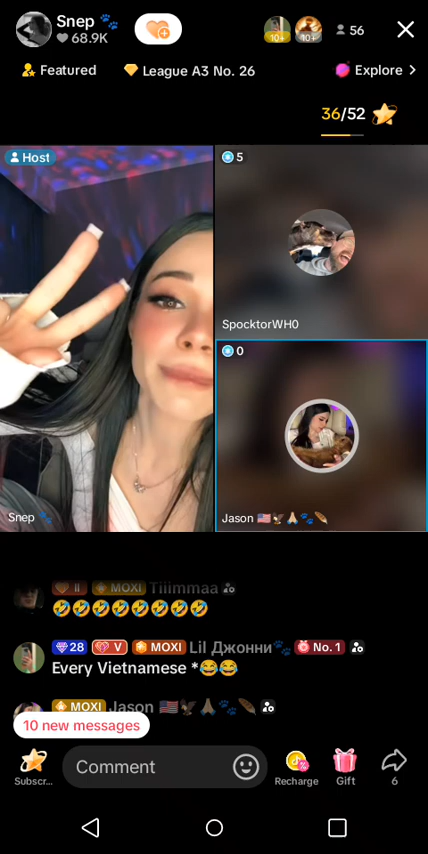 Snep 🐾
68.9K
10+
10+
56
Featured
League A3 No. 26
Explore >
36/52
Host
5
SpocktorWH0
0
Snep 🐾
Jason 🇺🇸🦅🙏🏻🐾🪶
II MOXI Tiiimmaa
🤣🤣🤣🤣🤣🤣🤣🤣
28 V MOXI Lil Джонни🐾 No. 1
Every Vietnamese *😂😂
MOXI Jason 🇺🇸🦅🙏🏻🐾🪶
10 new messages
Subscr...
Comment
Recharge
Gift
6